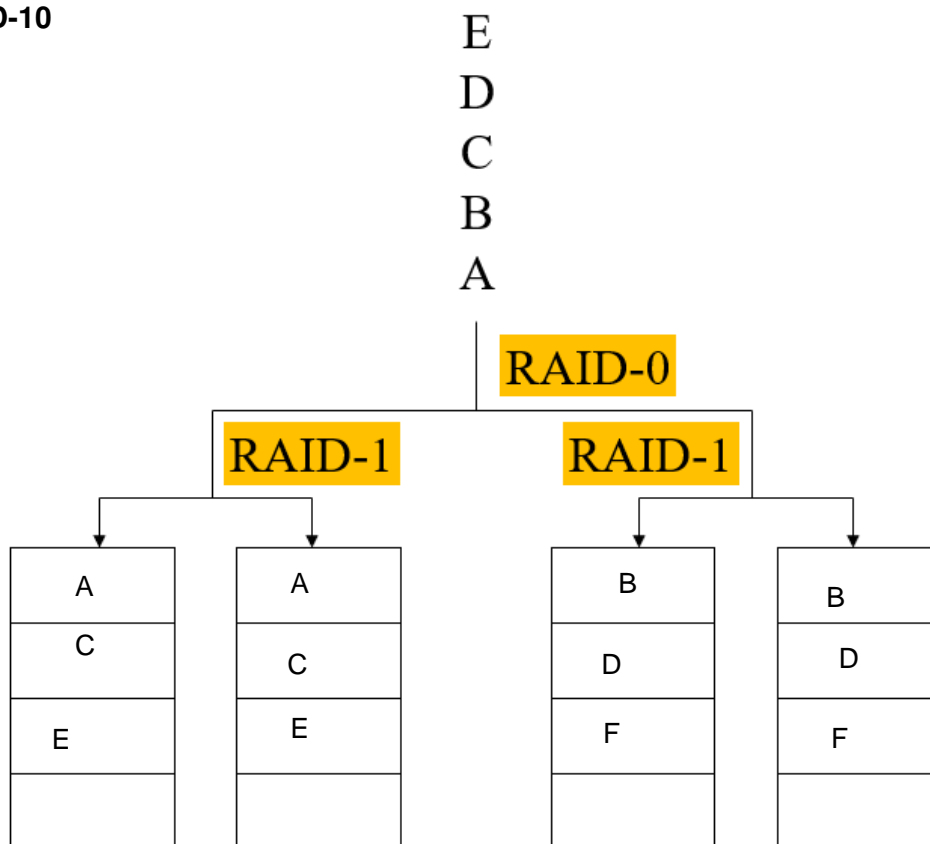 D-10
E
D
C
B
A
RAID-0
RAID-1 RAID-1
A A B B
C C D D
E E F F